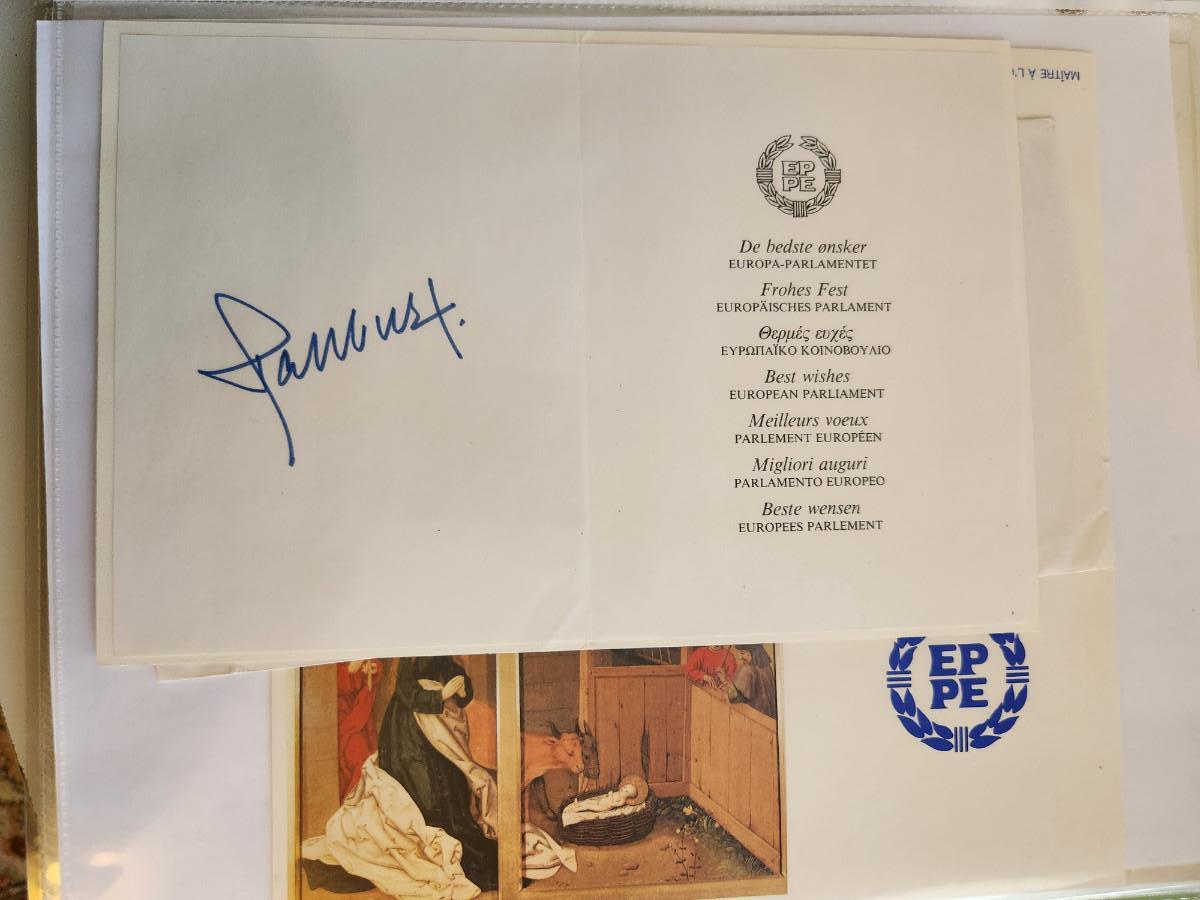 MAÎTRE À L'
EP
PE
De bedste ønsker
EUROPA-PARLAMENTET
Frohes Fest
EUROPÄISCHES PARLAMENT
Θερμές ευχές
ΕΥΡΩΠΑΪΚΟ ΚΟΙΝΟΒΟΥΛΙΟ
Best wishes
EUROPEAN PARLIAMENT
Meilleurs voeux
PARLEMENT EUROPÉEN
Migliori auguri
PARLAMENTO EUROPEO
Beste wensen
EUROPEES PARLEMENT
EP
PE